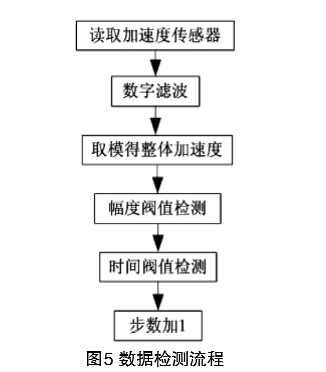 读取加速度传感器
数字滤波
取模得整体加速度
幅度阀值检测
时间阀值检测
步数加1
图5 数据检测流程